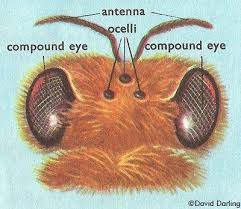 antenna
ocelli
compound eye compound eye
©David Darling